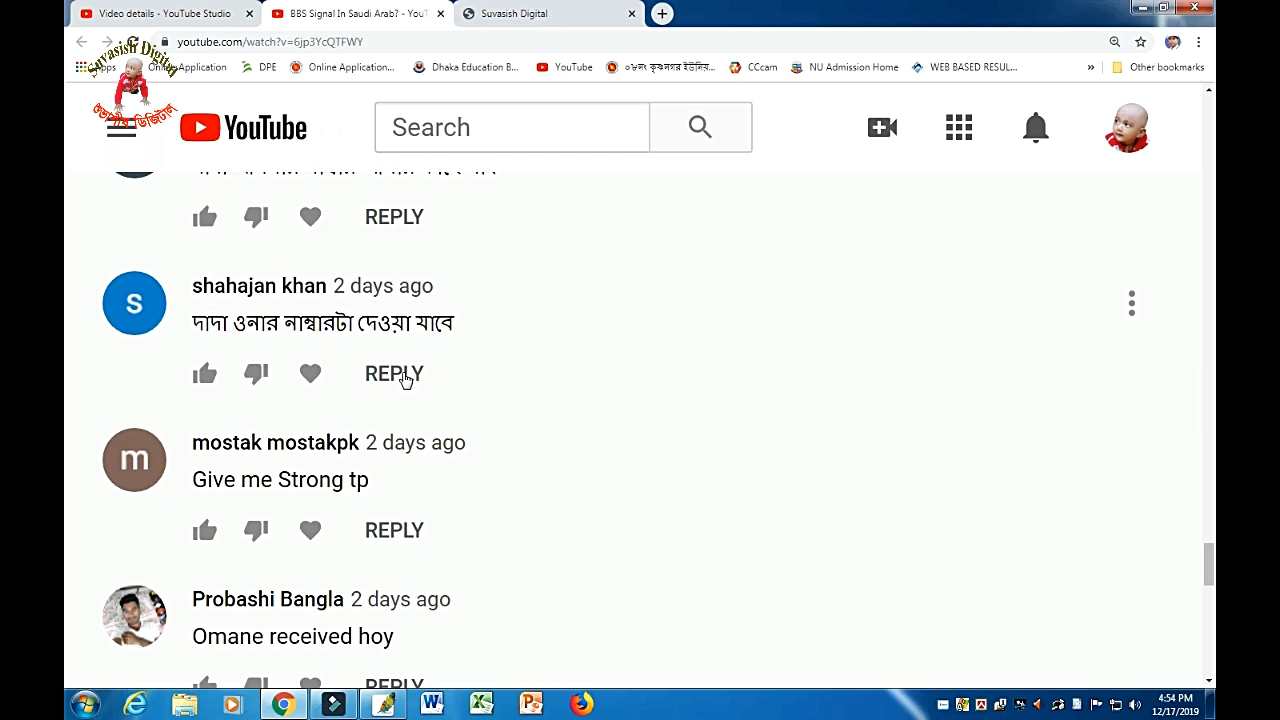 Video details - YouTube Studio
BBS Signal In Saudi Arab? - YouT
Suvasish Digital
youtube.com/watch?v=6jp3YcQTFWY
Suvasish Digital
শুভাশীষ ডিজিটাল
Online Application
DPE
Online Application...
Dhaka Education B...
YouTube
CCcam
NU Admission Home
WEB BASED RESUL...
»
Other bookmarks
YouTube
Search
REPLY
s
shahajan khan 2 days ago
দাদা ওনার নাম্বারটা দেওয়া যাবে
REPLY
m
mostak mostakpk 2 days ago
Give me Strong tp
REPLY
Probashi Bangla 2 days ago
Omane received hoy
REPLY
4:54 PM
12/17/2019